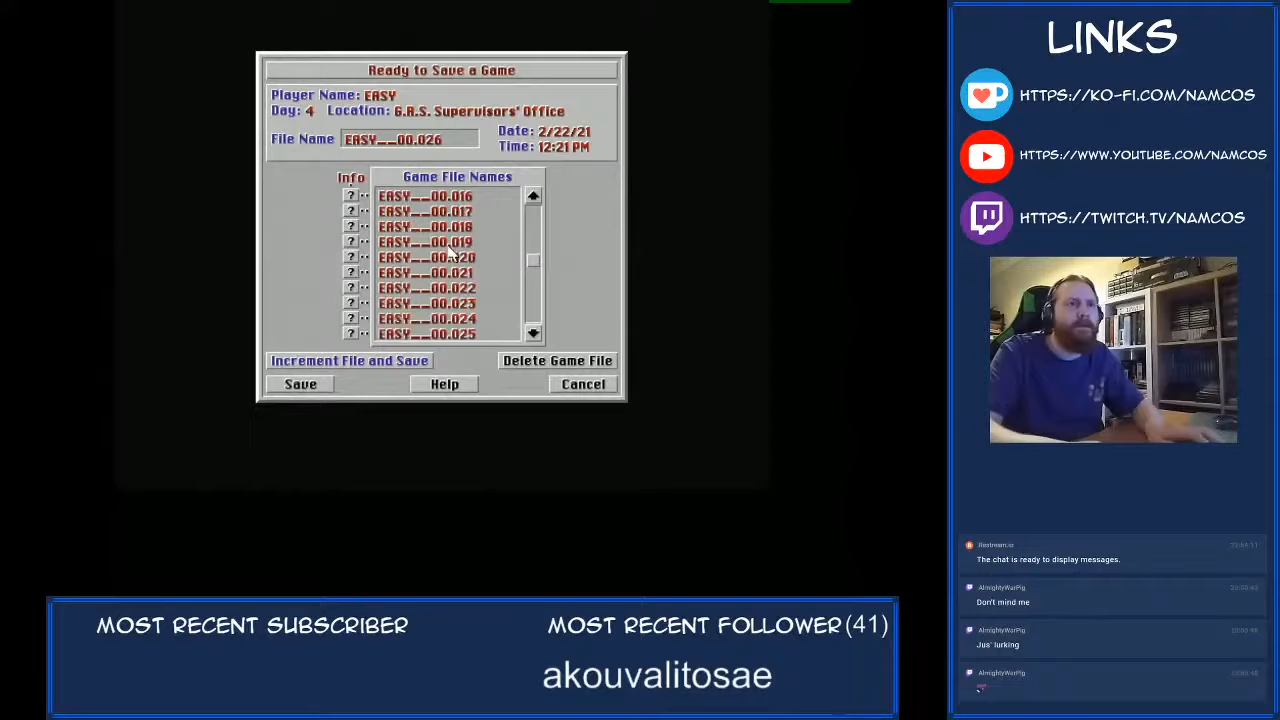 Ready to Save a Game
Player Name: EASY
Day: 4 Location: G.A.S. Supervisors' Office
File Name EASY__00.026
Date: 2/22/21
Time: 12:21 PM
Info Game File Names
? EASY__00.016
? EASY__00.017
? EASY__00.018
? EASY__00.019
? EASY__00.020
? EASY__00.021
? EASY__00.022
? EASY__00.023
? EASY__00.024
? EASY__00.025
Increment File and Save Delete Game File
Save Help Cancel
MOST RECENT SUBSCRIBER
MOST RECENT FOLLOWER (41)
akouvalitosae
LINKS
HTTPS://KO-FI.COM/NAMCOS
HTTPS://WWW.YOUTUBE.COM/NAMCOS
HTTPS://TWITCH.TV/NAMCOS
Restream.io
The chat is ready to display messages.
AlmightyWarPig
Don't mind me
AlmightyWarPig
Jus' lurking
AlmightyWarPig